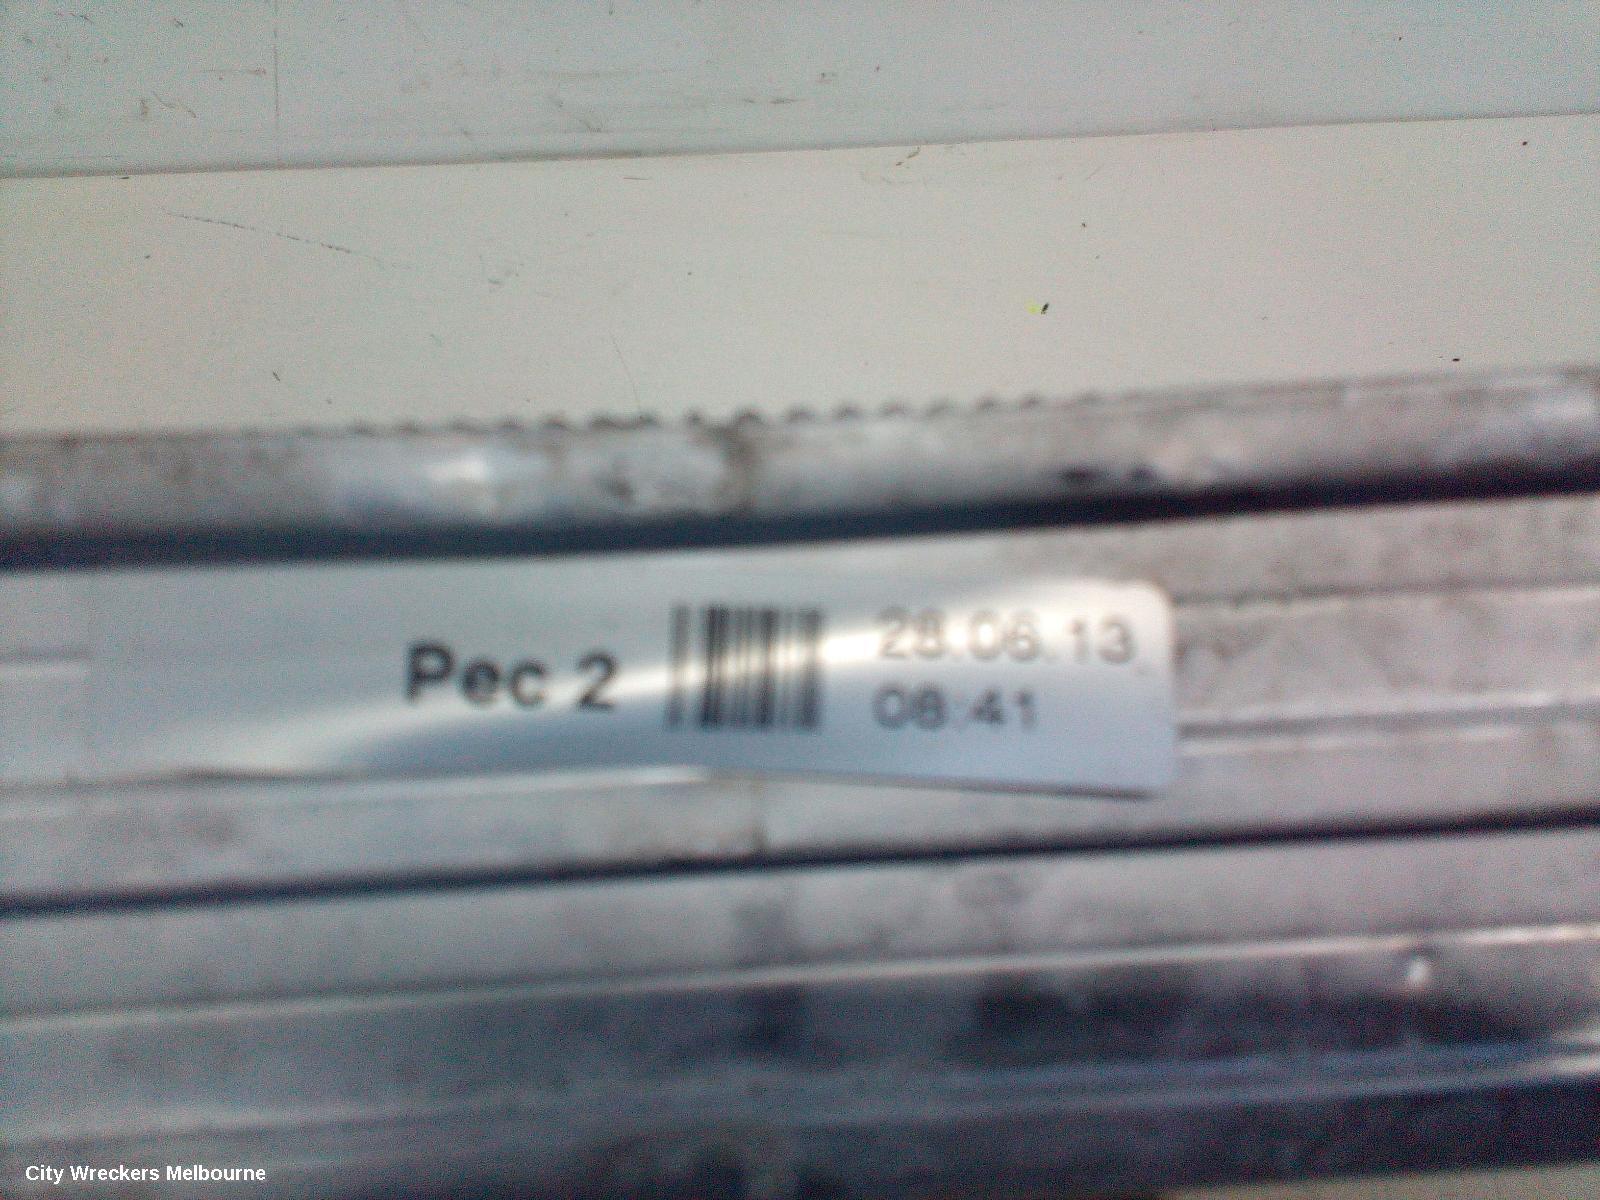 Pec 2
28.06.13
08:41
City Wreckers Melbourne